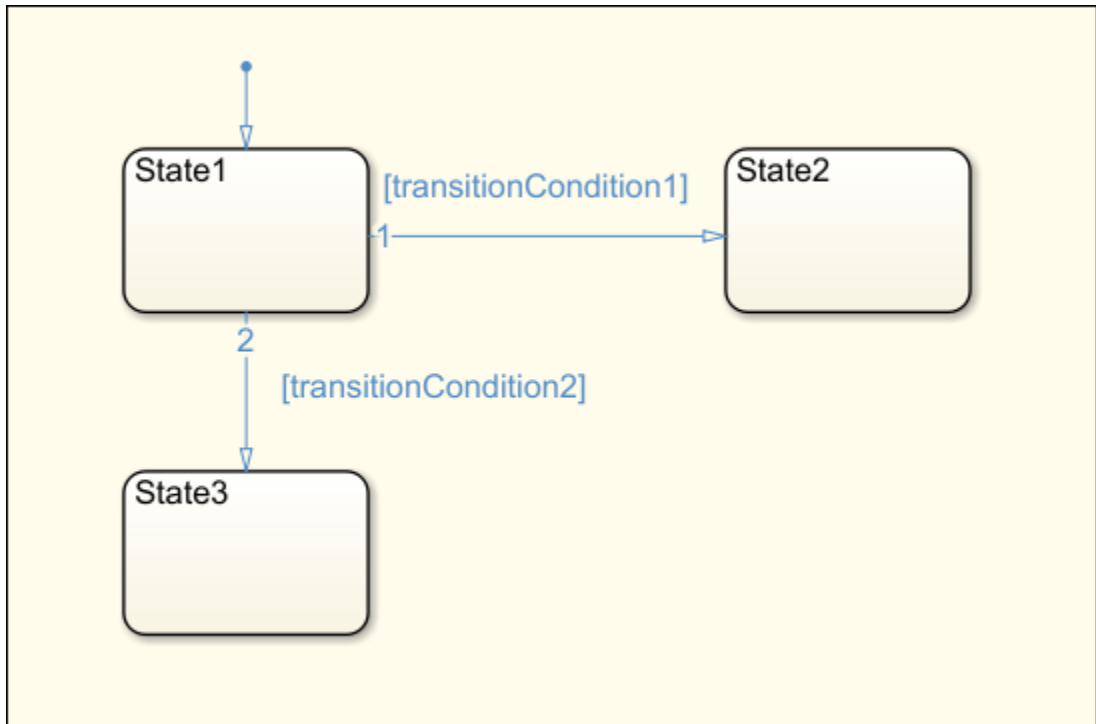 State1
[transitionCondition1]
State2
1
2
[transitionCondition2]
State3